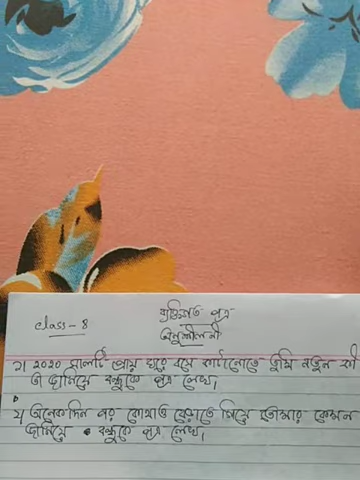 class - 8
ব্যক্তিগত পত্র
অনুশীলনী
১) ২০২০ সালটি প্রায় ঘরে বসে কাটানোতে তুমি নতুন কী
তা জানিয়ে বন্ধুকে পত্র লেখ।
২) অনেকদিন পর কোথাও বেড়াতে গিয়ে তোমার কেমন
জানিয়ে বন্ধুকে পত্র লেখ।